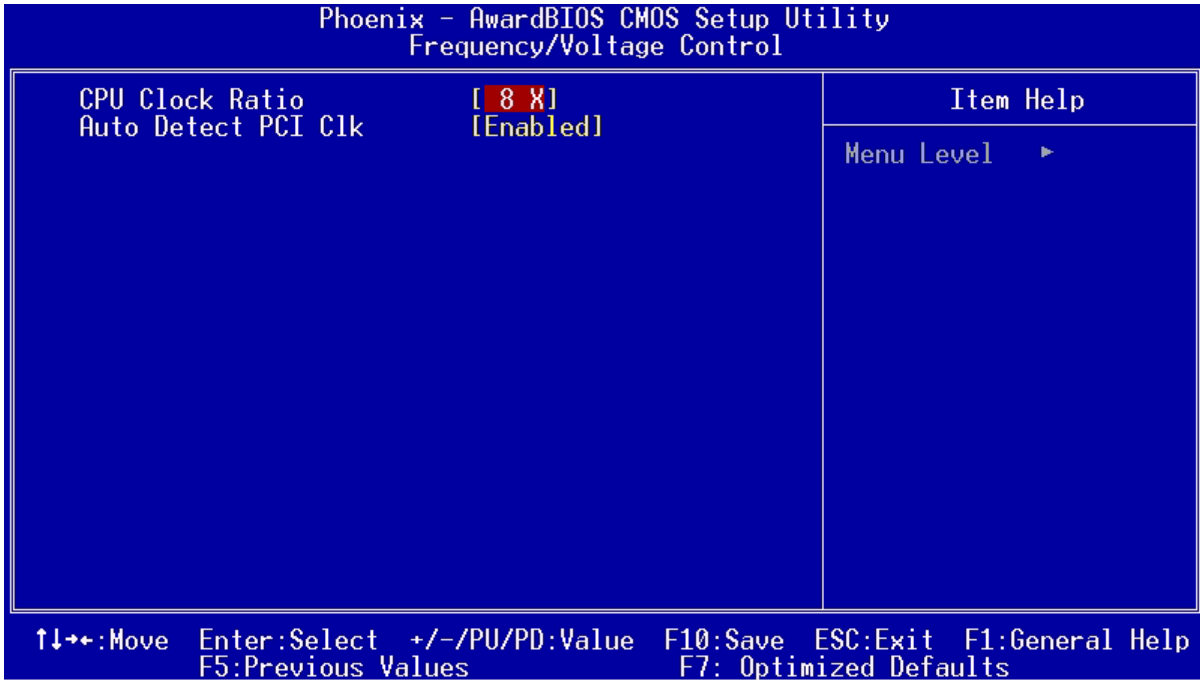 Phoenix - AwardBIOS CMOS Setup Utility
Frequency/Voltage Control
CPU Clock Ratio [ 8 X]
Auto Detect PCI Clk [Enabled]
Item Help
Menu Level ►
↑↓→←:Move Enter:Select +/-/PU/PD:Value F10:Save ESC:Exit F1:General Help
F5:Previous Values F7: Optimized Defaults